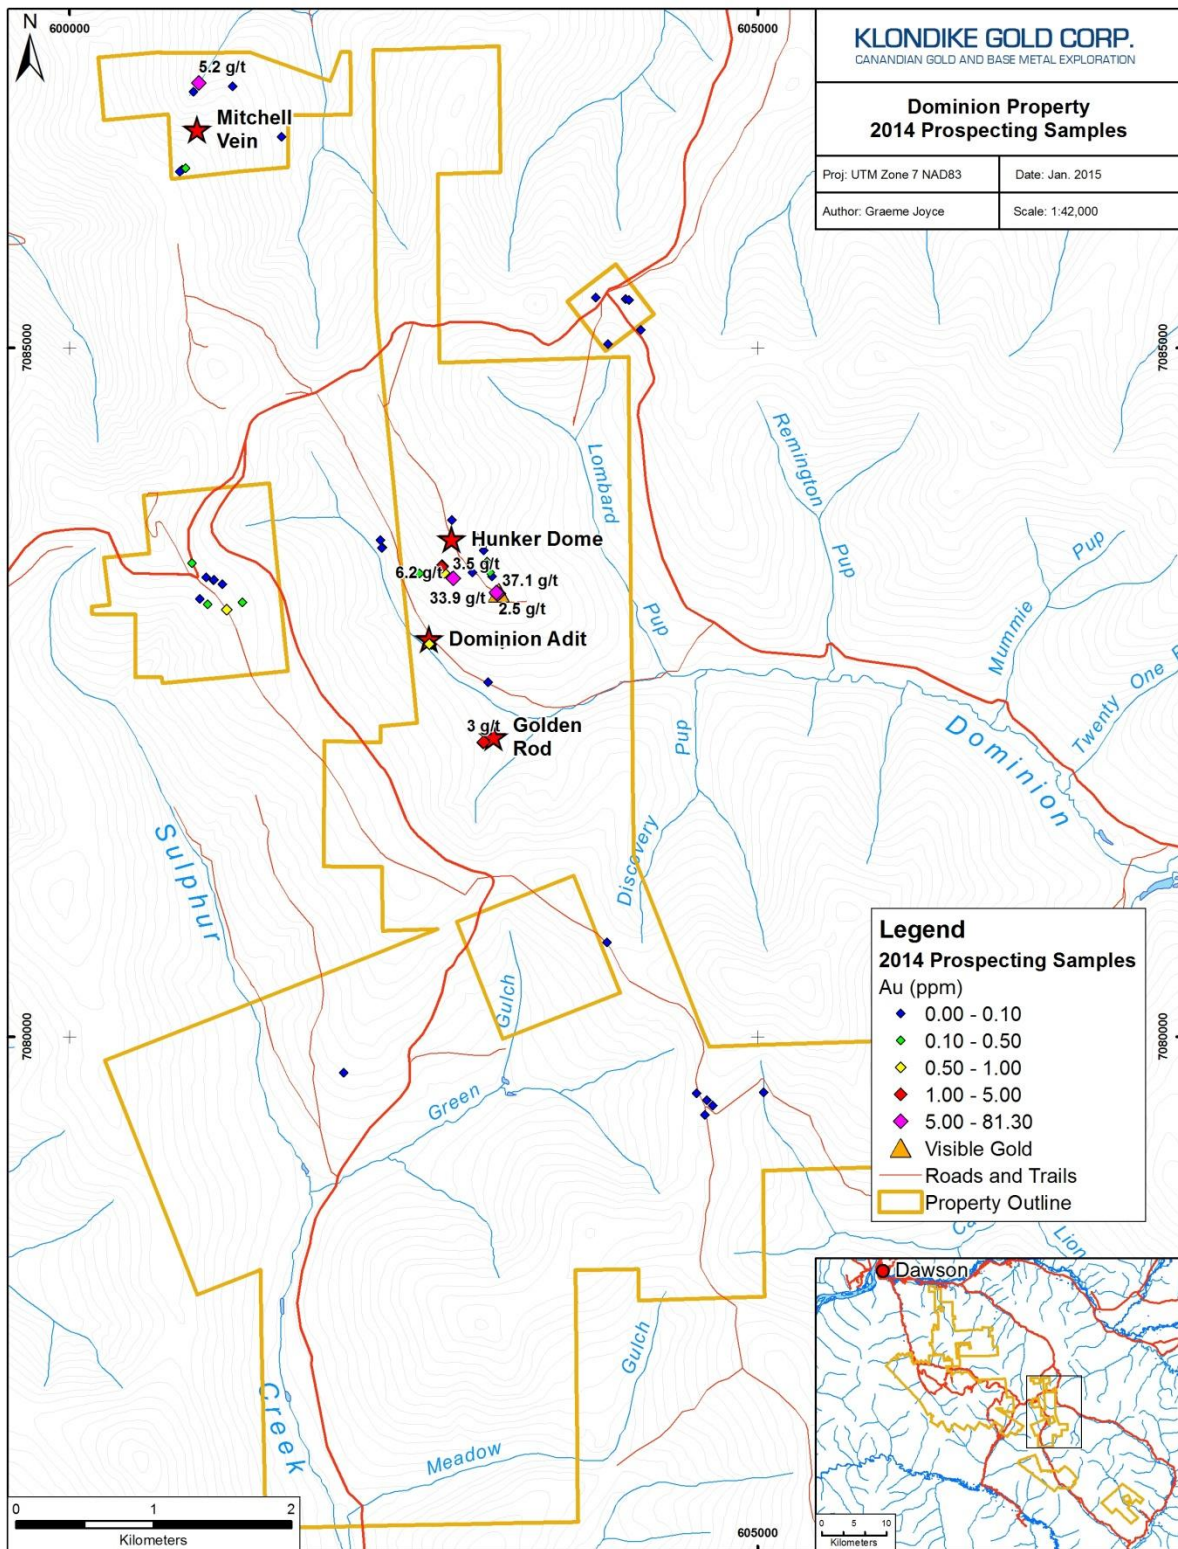 N
600000
605000
KLONDIKE GOLD CORP.
CANANDIAN GOLD AND BASE METAL EXPLORATION
Dominion Property
2014 Prospecting Samples
Proj: UTM Zone 7 NAD83
Date: Jan. 2015
Author: Graeme Joyce
Scale: 1:42,000
5.2 g/t
Mitchell
Vein
7085000
7085000
Lombard
Pup
Remington
Pup
Hunker Dome
3.5 g/t
6.2 g/t
37.1 g/t
33.9 g/t
2.5 g/t
Dominion Adit
3 g/t
Golden
Rod
Mummie
Pup
Twenty One
Discovery
Pup
Dominion
Sulphur
Creek
Gulch
Green
7080000
7080000
Legend
2014 Prospecting Samples
Au (ppm)
0.00 - 0.10
0.10 - 0.50
0.50 - 1.00
1.00 - 5.00
5.00 - 81.30
Visible Gold
Roads and Trails
Property Outline
Lion
Gulch
Meadow
Dawson
0 5 10
Kilometers
0 1 2
Kilometers
605000